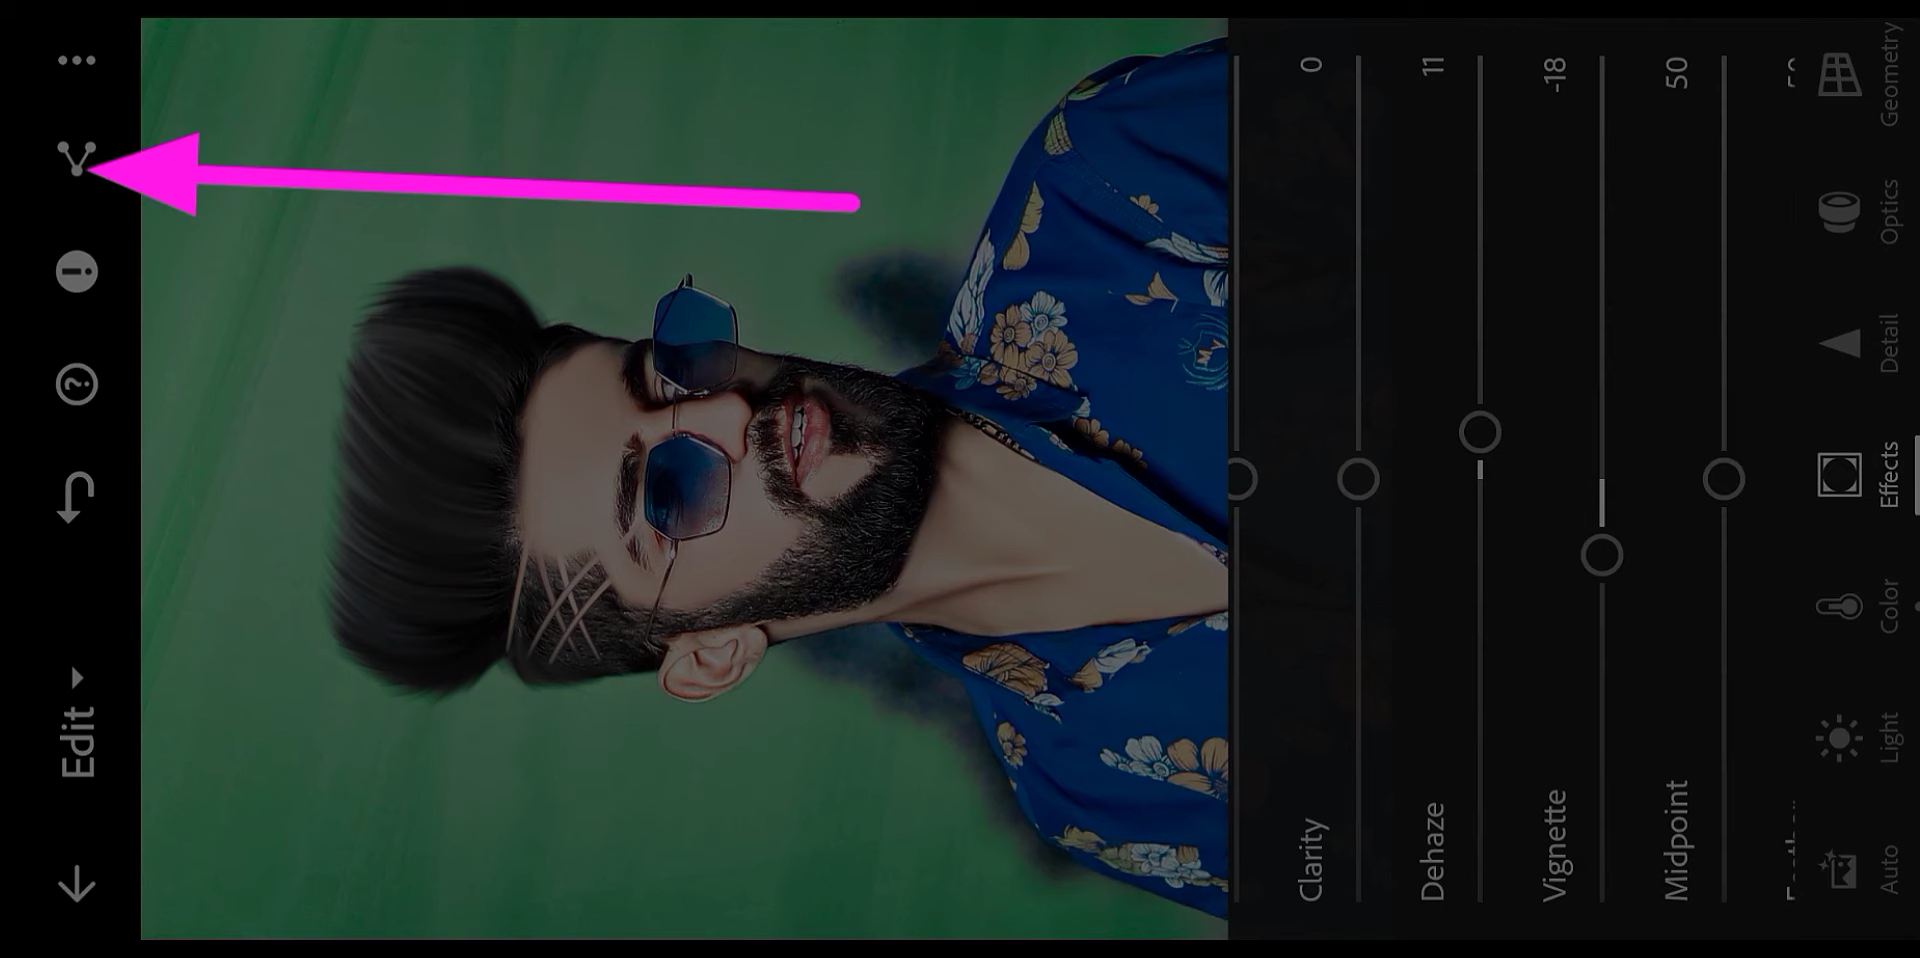 Edit
Clarity 0
Dehaze 11
Vignette -18
Midpoint 50
Auto Light Color Effects Detail Optics Geometry